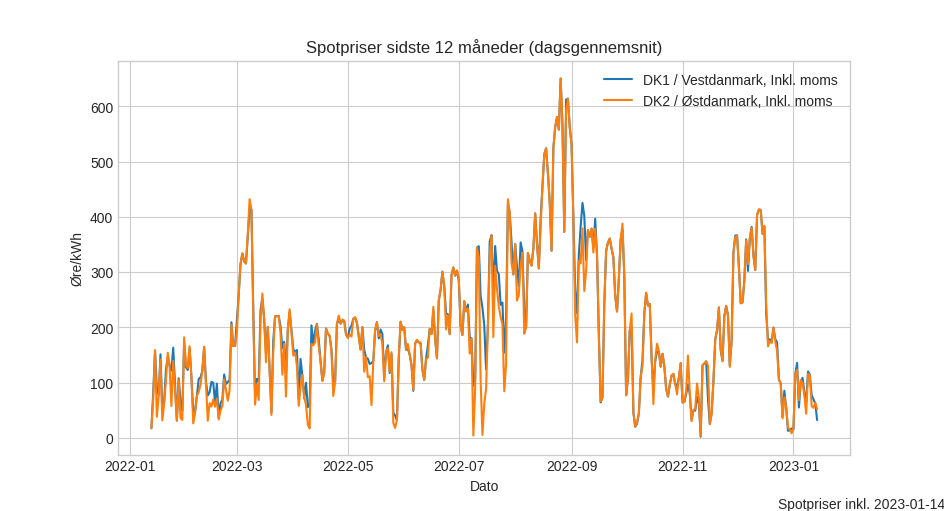 Spotpriser sidste 12 måneder (dagsgennemsnit)
DK1 / Vestdanmark, Inkl. moms
DK2 / Østdanmark, Inkl. moms
Øre/kWh
600
500
400
300
200
100
0
2022-01 2022-03 2022-05 2022-07 2022-09 2022-11 2023-01
Dato
Spotpriser inkl. 2023-01-14